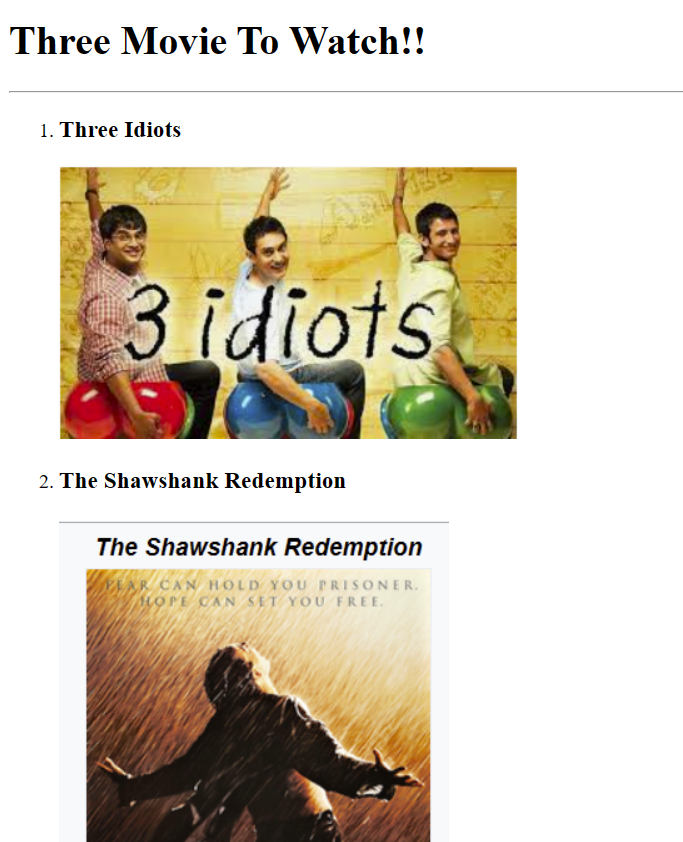 Three Movie To Watch!!
1. Three Idiots
3 idiots
2. The Shawshank Redemption
The Shawshank Redemption
FEAR CAN HOLD YOU PRISONER.
HOPE CAN SET YOU FREE.